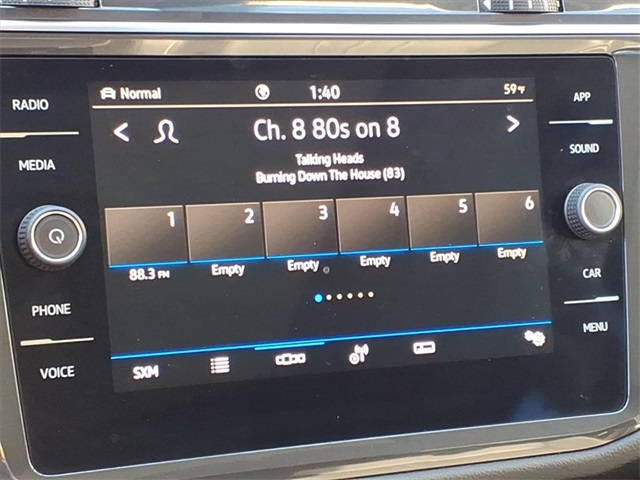 RADIO
MEDIA
PHONE
VOICE
Normal
1:40
59°F
Ch. 8 80s on 8
Talking Heads
Burning Down The House (83)
1 2 3 4 5 6
88.3 FM Empty Empty Empty Empty Empty
SXM
APP
SOUND
CAR
MENU